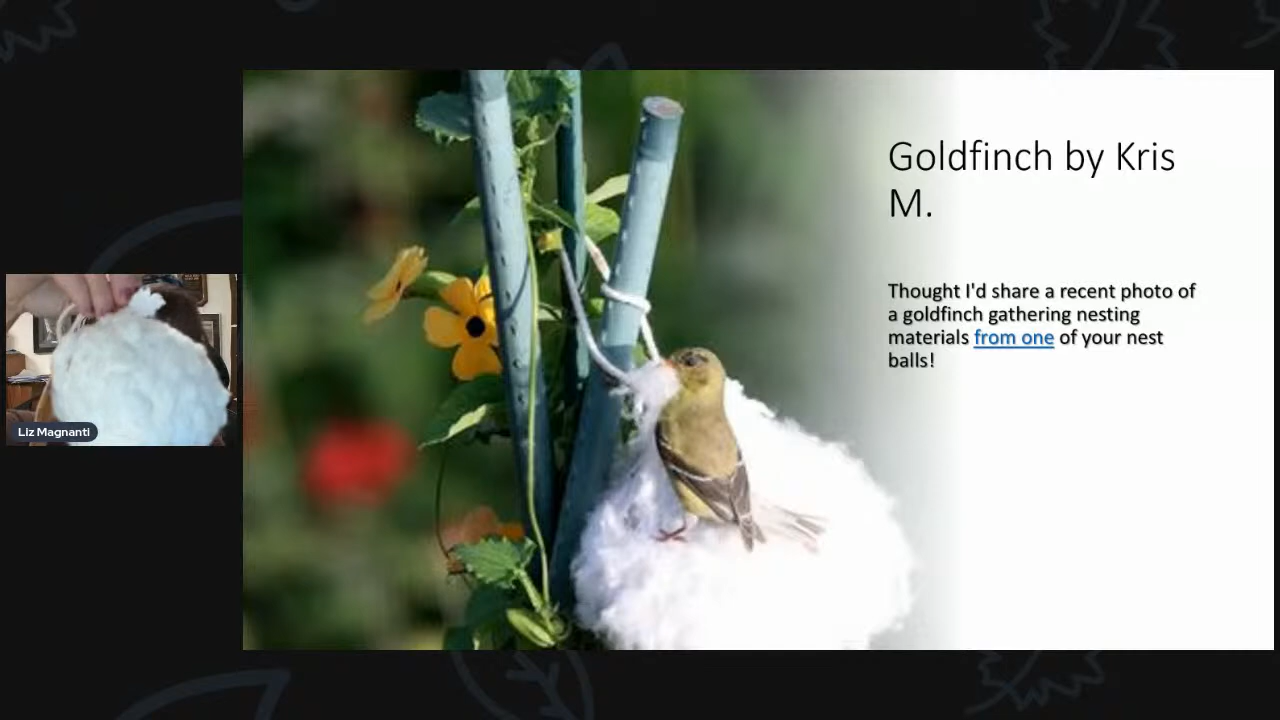 Goldfinch by Kris
M.
Thought I'd share a recent photo of
a goldfinch gathering nesting
materials from one of your nest
balls!
Liz Magnanti